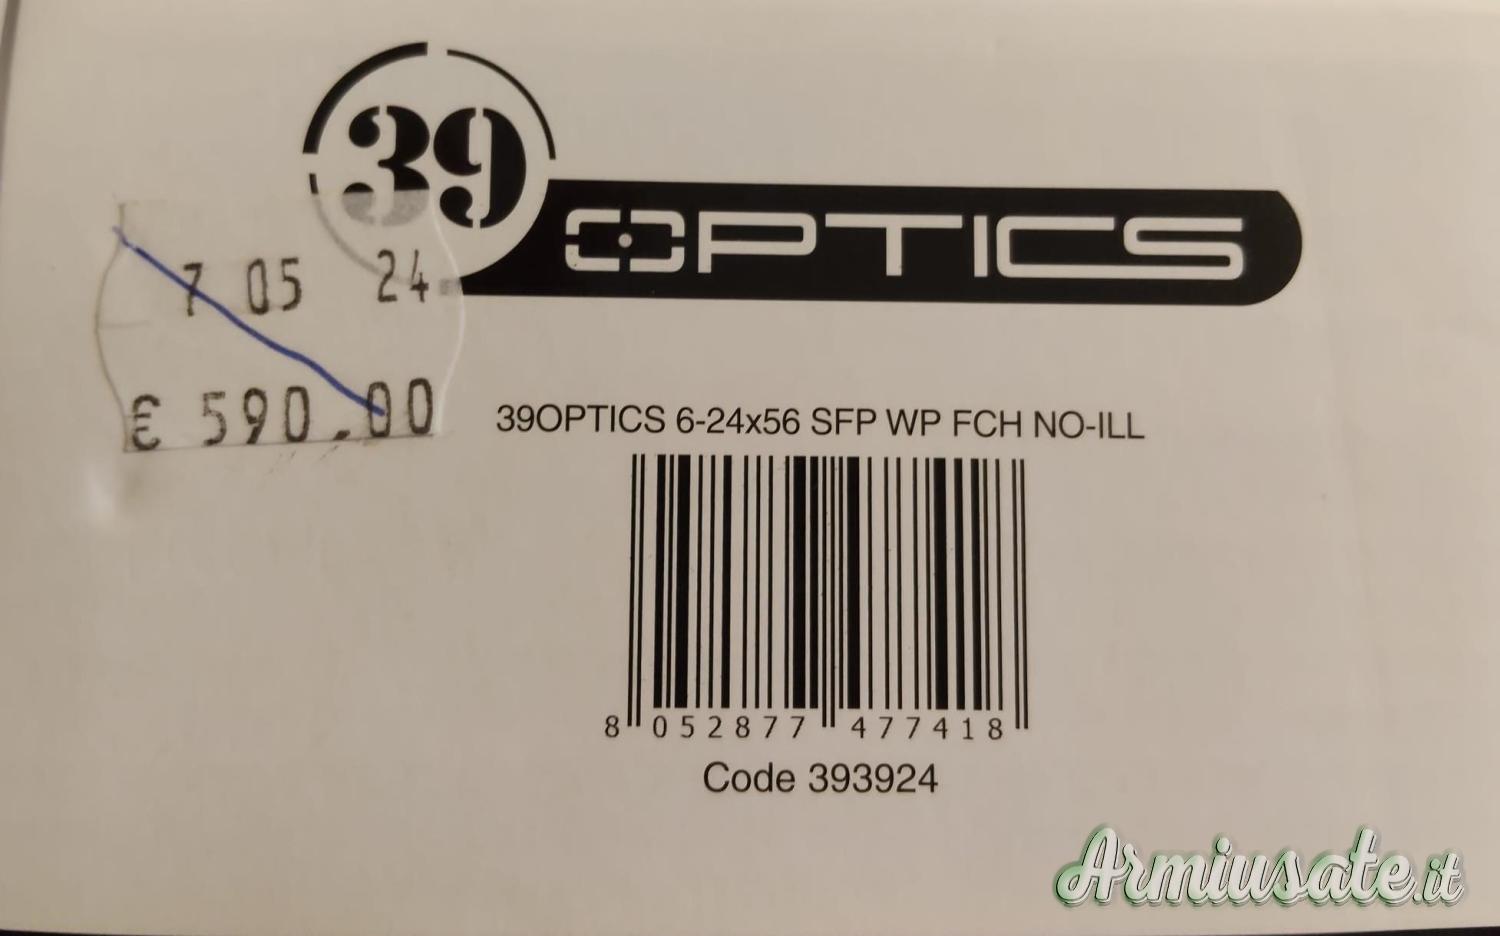 39
OPTICS
7 05 24
€ 590.00
39OPTICS 6-24x56 SFP WP FCH NO-ILL
8 052877 477418
Code 393924
Armiusate.it